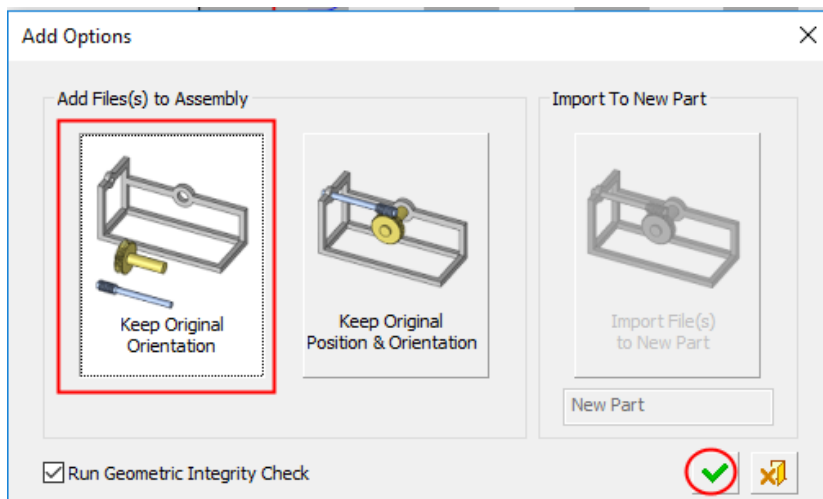 Add Options
Add Files(s) to Assembly
Import To New Part
Keep Original
Orientation
Keep Original
Position & Orientation
Import File(s)
to New Part
New Part
Run Geometric Integrity Check